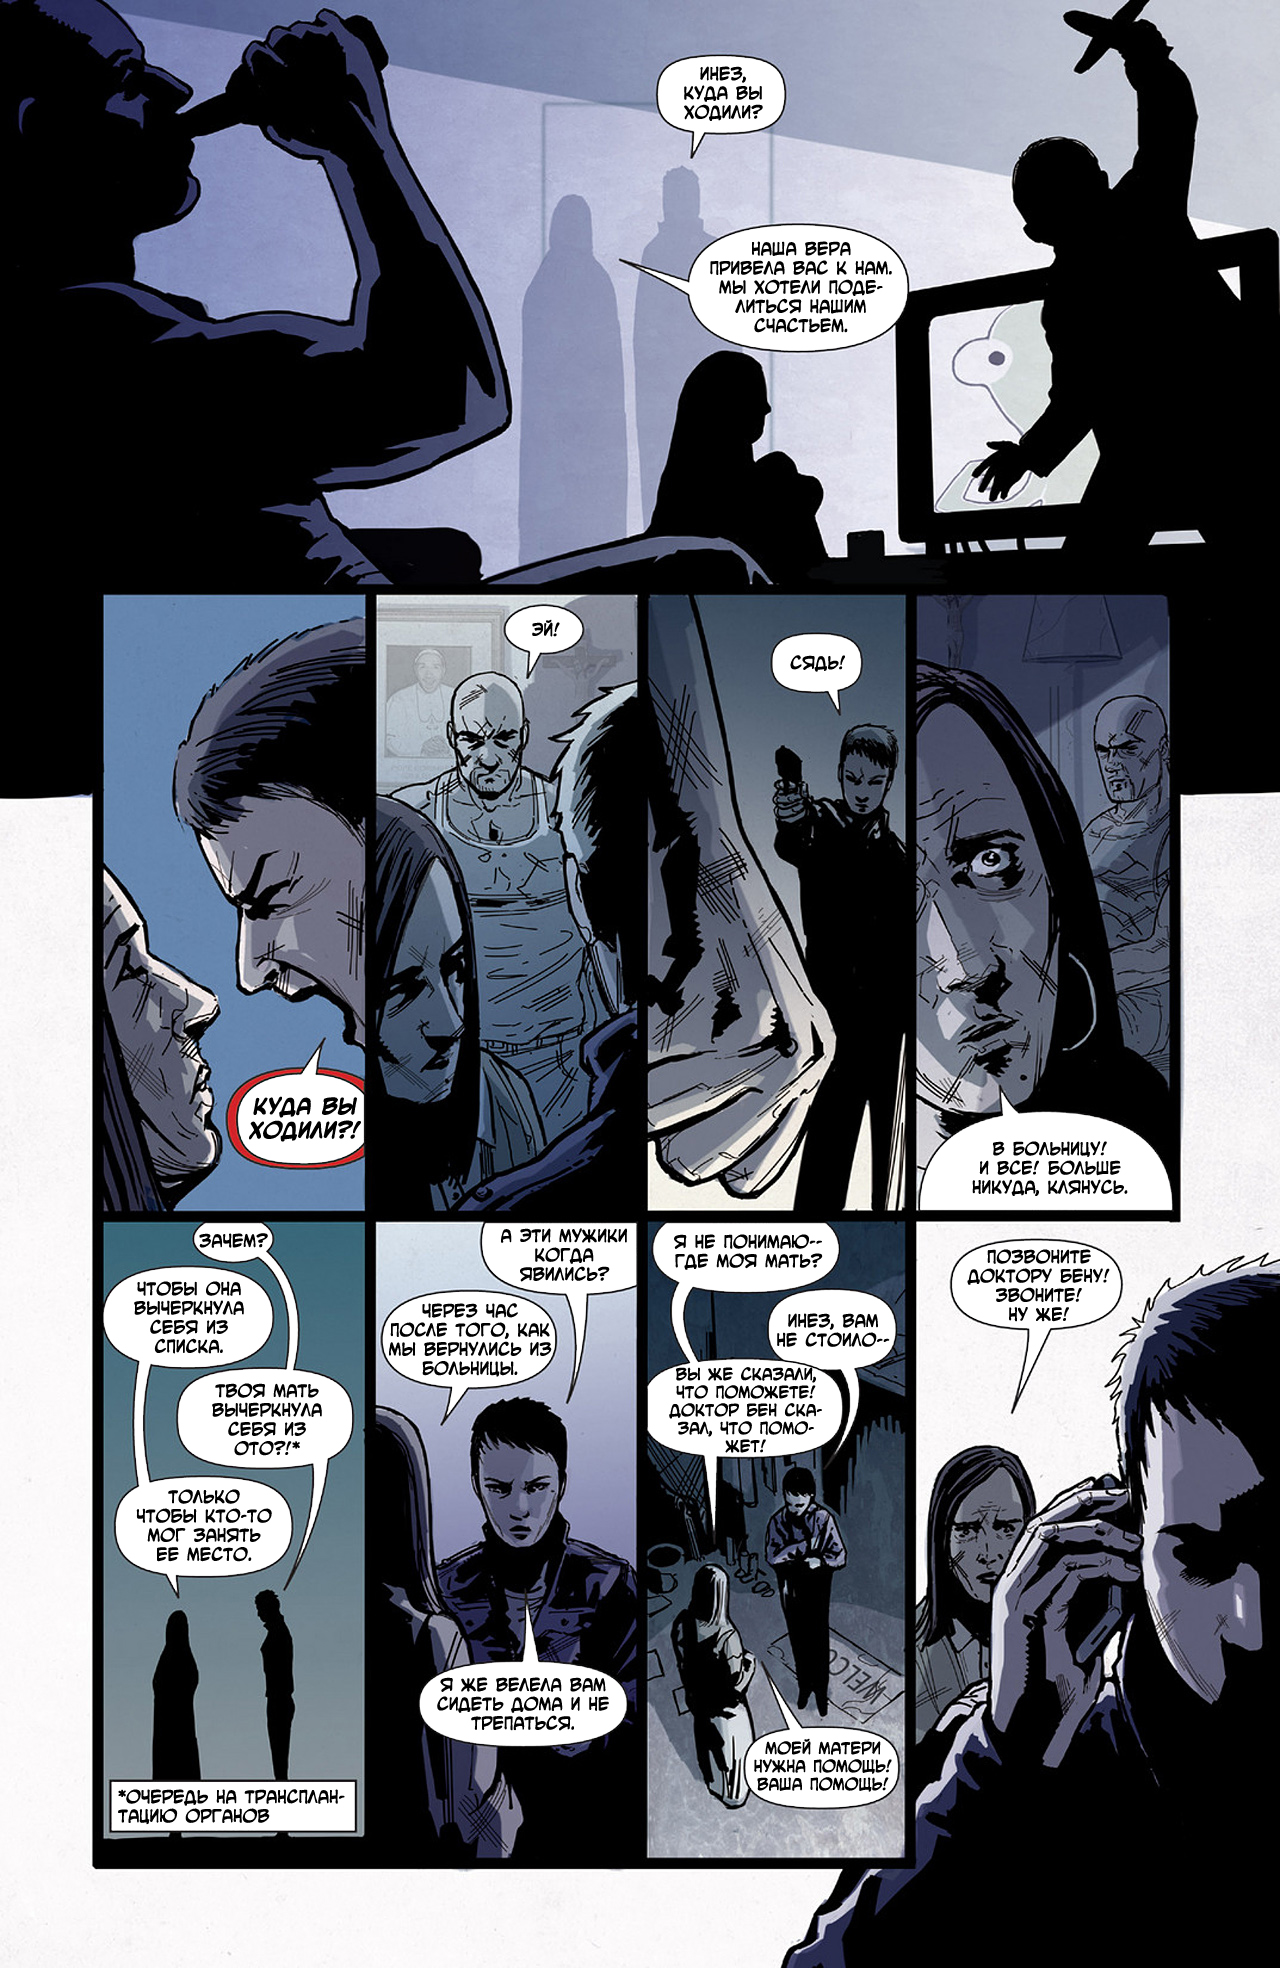 ИНЕЗ,
КУДА ВЫ
ХОДИЛИ?
НАША ВЕРА
ПРИВЕЛА ВАС К НАМ.
МЫ ХОТЕЛИ ПОДЕ-
ЛИТЬСЯ НАШИМ
СЧАСТЬЕМ.
КУДА ВЫ
ХОДИЛИ?!
ЭЙ!
СЯДЬ!
В БОЛЬНИЦУ!
И ВСЕ! БОЛЬШЕ
НИКУДА, КЛЯНУСЬ.
ЗАЧЕМ?
ЧТОБЫ ОНА
ВЫЧЕРКНУЛА
СЕБЯ ИЗ
СПИСКА.
ТВОЯ МАТЬ
ВЫЧЕРКНУЛА
СЕБЯ ИЗ
ОТО?!*
ТОЛЬКО
ЧТОБЫ КТО-ТО
МОГ ЗАНЯТЬ
ЕЕ МЕСТО.
*ОЧЕРЕДЬ НА ТРАНСПЛАН-
ТАЦИЮ ОРГАНОВ
А ЭТИ МУЖИКИ
КОГДА
ЯВИЛИСЬ?
ЧЕРЕЗ ЧАС
ПОСЛЕ ТОГО, КАК
МЫ ВЕРНУЛИСЬ ИЗ
БОЛЬНИЦЫ.
Я ЖЕ ВЕЛЕЛА ВАМ
СИДЕТЬ ДОМА И НЕ
ТРЕПАТЬСЯ.
Я НЕ ПОНИМАЮ--
ГДЕ МОЯ МАТЬ?
ИНЕЗ, ВАМ
НЕ СТОИЛО--
ВЫ ЖЕ СКАЗАЛИ,
ЧТО ПОМОЖЕТЕ!
ДОКТОР БЕН СКА-
ЗАЛ, ЧТО ПОМО-
ЖЕТ!
WELCO
МОЕЙ МАТЕРИ
НУЖНА ПОМОЩЬ!
ВАША ПОМОЩЬ!
ПОЗВОНИТЕ
ДОКТОРУ БЕНУ!
ЗВОНИТЕ!
НУ ЖЕ!